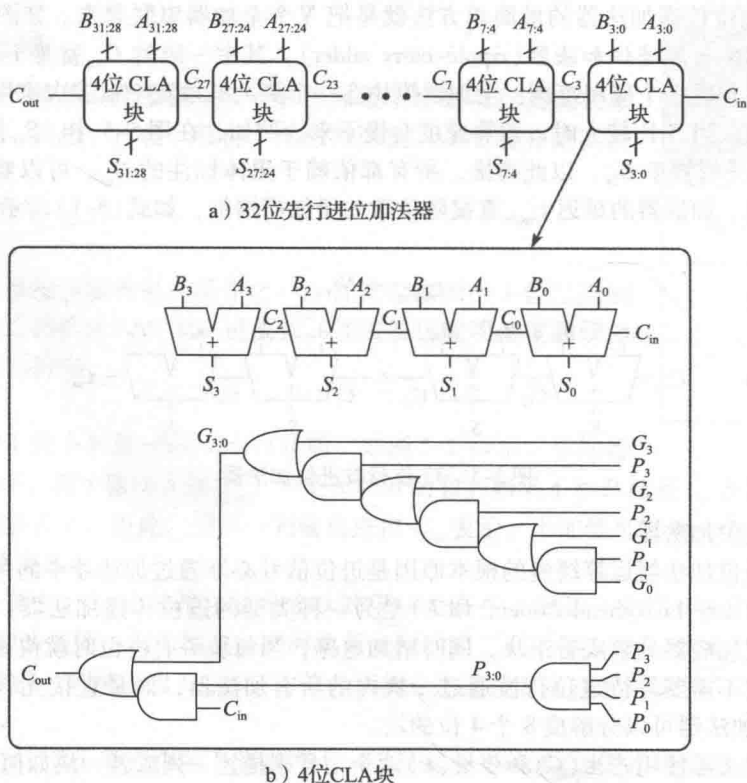 B31:28 A31:28 B27:24 A27:24 B7:4 A7:4 B3:0 A3:0
Cout 4位 CLA 块 C27 4位 CLA 块 C23 ... C7 4位 CLA 块 C3 4位 CLA 块 Cin
S31:28 S27:24 S7:4 S3:0
a）32位先行进位加法器
B3 A3 B2 A2 B1 A1 B0 A0
+ C2 + C1 + C0 + Cin
S3 S2 S1 S0
G3:0 G3
P3
G2
P2
G1
P1
G0
Cout Cin P3:0 P3
P2
P1
P0
b）4位CLA块